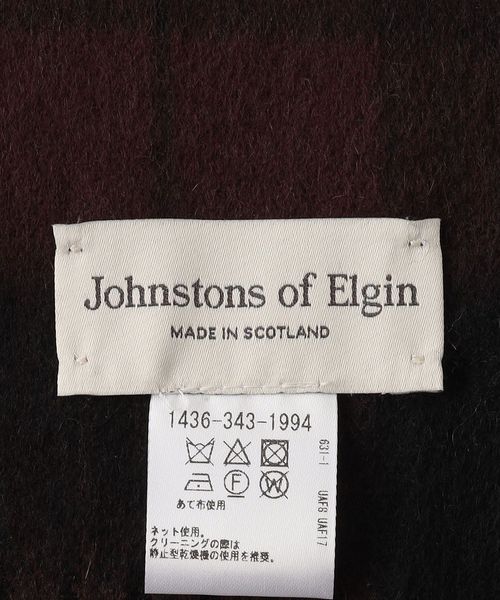 Johnstons of Elgin
MADE IN SCOTLAND
1436-343-1994
あて布使用
ネット使用。
クリーニングの際は
静止型乾燥機の使用を推奨。
631-1 UAF8 UAF17